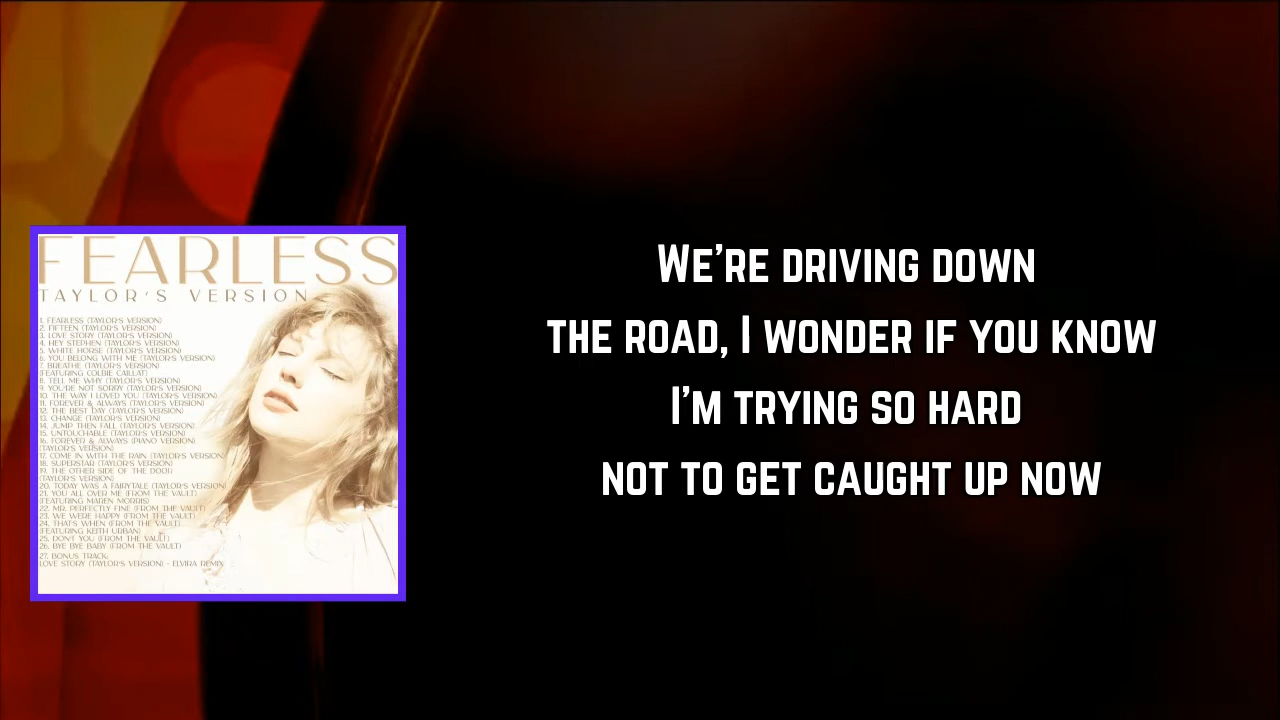 FEARLESS
TAYLOR'S VERSION
1. FEARLESS (TAYLOR'S VERSION)
2. FIFTEEN (TAYLOR'S VERSION)
3. LOVE STORY (TAYLOR'S VERSION)
4. HEY STEPHEN (TAYLOR'S VERSION)
5. WHITE HORSE (TAYLOR'S VERSION)
6. YOU BELONG WITH ME (TAYLOR'S VERSION)
7. BREATHE (TAYLOR'S VERSION)
(FEATURING COLBIE CAILLAT)
8. TELL ME WHY (TAYLOR'S VERSION)
9. YOU'RE NOT SORRY (TAYLOR'S VERSION)
10. THE WAY I LOVED YOU (TAYLOR'S VERSION)
11. FOREVER & ALWAYS (TAYLOR'S VERSION)
12. THE BEST DAY (TAYLOR'S VERSION)
13. CHANGE (TAYLOR'S VERSION)
14. JUMP THEN FALL (TAYLOR'S VERSION)
15. UNTOUCHABLE (TAYLOR'S VERSION)
16. FOREVER & ALWAYS (PIANO VERSION)
(TAYLOR'S VERSION)
17. COME IN WITH THE RAIN (TAYLOR'S VERSION)
18. SUPERSTAR (TAYLOR'S VERSION)
19. THE OTHER SIDE OF THE DOOR
(TAYLOR'S VERSION)
20. TODAY WAS A FAIRYTALE (TAYLOR'S VERSION)
21. YOU ALL OVER ME (FROM THE VAULT)
(FEATURING MAREN MORRIS)
22. MR. PERFECTLY FINE (FROM THE VAULT)
23. WE WERE HAPPY (FROM THE VAULT)
24. THAT'S WHEN (FROM THE VAULT)
(FEATURING KEITH URBAN)
25. DON'T YOU (FROM THE VAULT)
26. BYE BYE BABY (FROM THE VAULT)
27. BONUS TRACK:
LOVE STORY (TAYLOR'S VERSION) - ELVIRA REMIX
WE'RE DRIVING DOWN
THE ROAD, I WONDER IF YOU KNOW
I'M TRYING SO HARD
NOT TO GET CAUGHT UP NOW